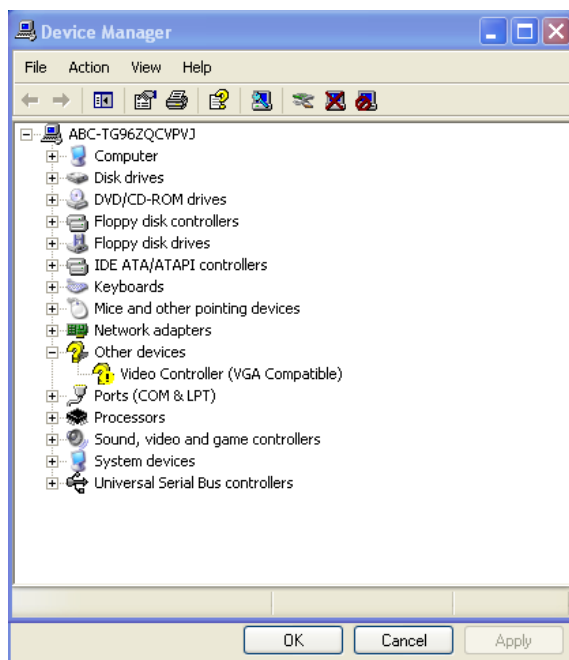 Device Manager
File Action View Help
ABC-TG96ZQCVPVJ
Computer
Disk drives
DVD/CD-ROM drives
Floppy disk controllers
Floppy disk drives
IDE ATA/ATAPI controllers
Keyboards
Mice and other pointing devices
Network adapters
Other devices
Video Controller (VGA Compatible)
Ports (COM & LPT)
Processors
Sound, video and game controllers
System devices
Universal Serial Bus controllers
OK Cancel Apply